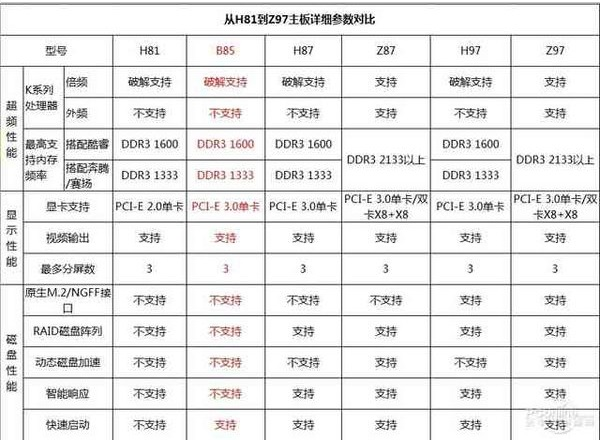 从H81到Z97主板详细参数对比
型号 H81 B85 H87 Z87 H97 Z97
超频性能
K系列处理器
倍频 破解支持 破解支持 破解支持 支持 破解支持 支持
外频 不支持 不支持 不支持 支持 不支持 支持
最高支持内存频率
搭配酷睿 DDR3 1600 DDR3 1600 DDR3 1600 DDR3 2133以上 DDR3 1600 DDR3 2133以上
搭配奔腾/赛扬 DDR3 1333 DDR3 1333 DDR3 1333 DDR3 1333
显示性能
显卡支持 PCI-E 2.0单卡 PCI-E 3.0单卡 PCI-E 3.0单卡 PCI-E 3.0单卡/双卡X8+X8 PCI-E 3.0单卡 PCI-E 3.0单卡/双卡X8+X8
视频输出 支持 支持 支持 支持 支持 支持
最多分屏数 3 3 3 3 3 3
磁盘性能
原生M.2/NGFF接口 不支持 不支持 不支持 不支持 支持 支持
RAID磁盘阵列 不支持 不支持 支持 支持 支持 支持
动态磁盘加速 不支持 不支持 不支持 支持 不支持 支持
智能响应 不支持 不支持 支持 支持 支持 支持
快速启动 不支持 支持 支持 支持 支持 支持